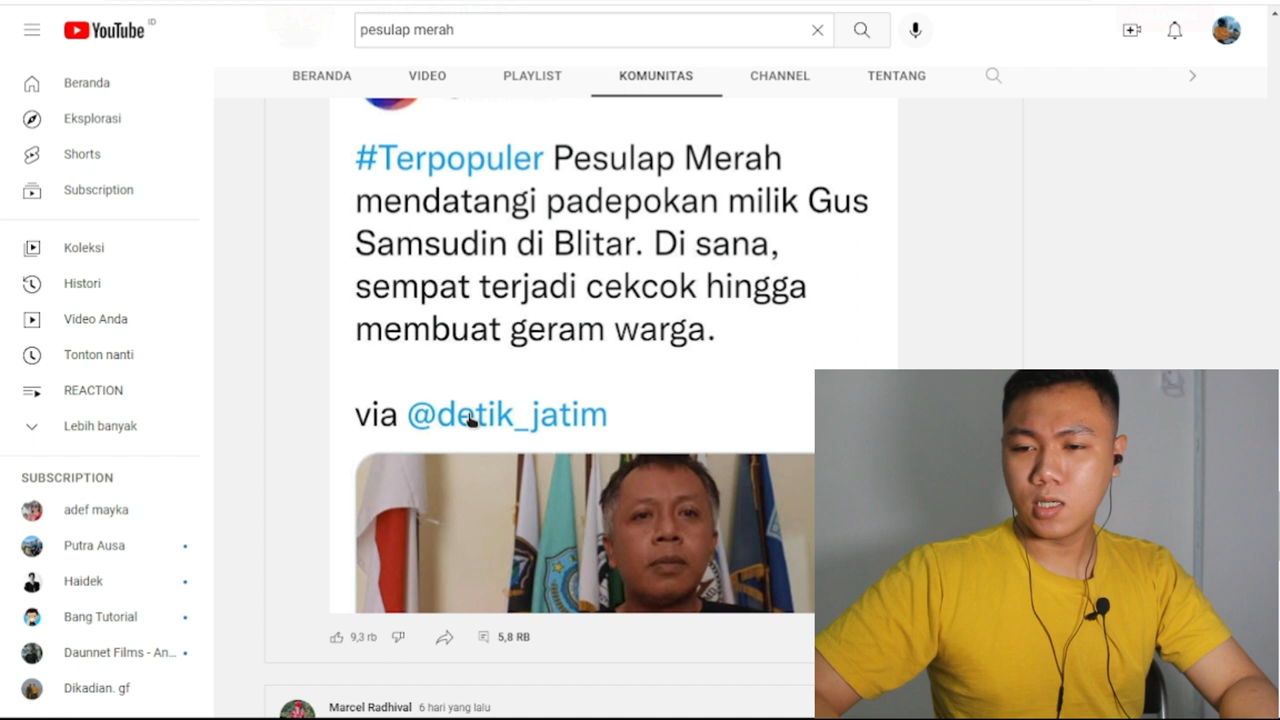 YouTube ID
pesulap merah
BERANDA VIDEO PLAYLIST KOMUNITAS CHANNEL TENTANG
Beranda
Eksplorasi
Shorts
Subscription
Koleksi
Histori
Video Anda
Tonton nanti
REACTION
Lebih banyak
SUBSCRIPTION
adef mayka
Putra Ausa
Haidek
Bang Tutorial
Daunnet Films - An...
Dikadian. gf
#Terpopuler Pesulap Merah
mendatangi padepokan milik Gus
Samsudin di Blitar. Di sana,
sempat terjadi cekcok hingga
membuat geram warga.
via @detik_jatim
9,3 rb 5,8 RB
Marcel Radhival 6 hari yang lalu